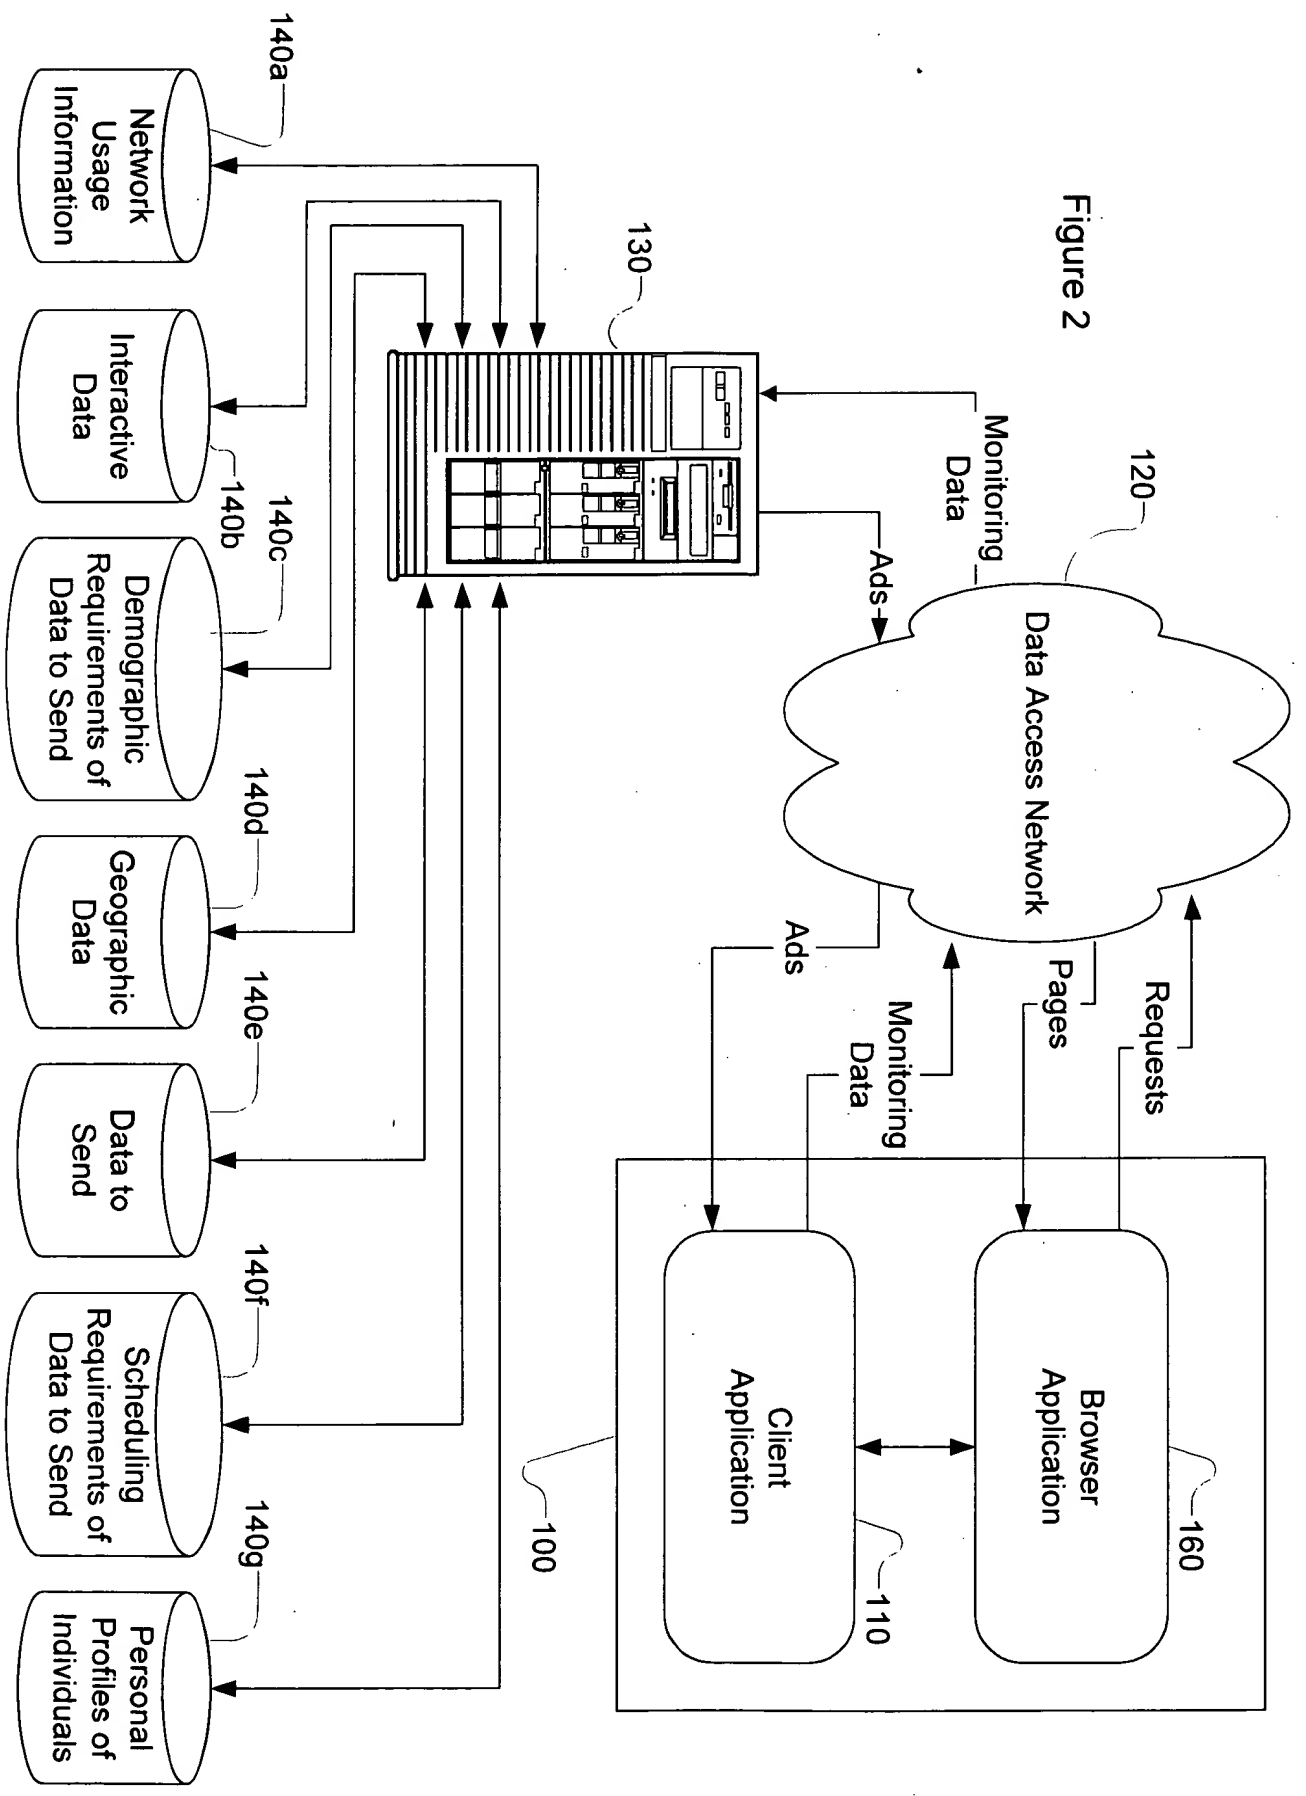 Figure 2
120
Data Access Network
Requests
Pages
Monitoring
Data
Ads
Monitoring
Data
Ads
130
Browser
Application
160
Client
Application
110
100
140a
Network
Usage
Information
140b
Interactive
Data
140c
Demographic
Requirements of
Data to Send
140d
Geographic
Data
140e
Data to
Send
140f
Scheduling
Requirements of
Data to Send
140g
Personal
Profiles of
Individuals